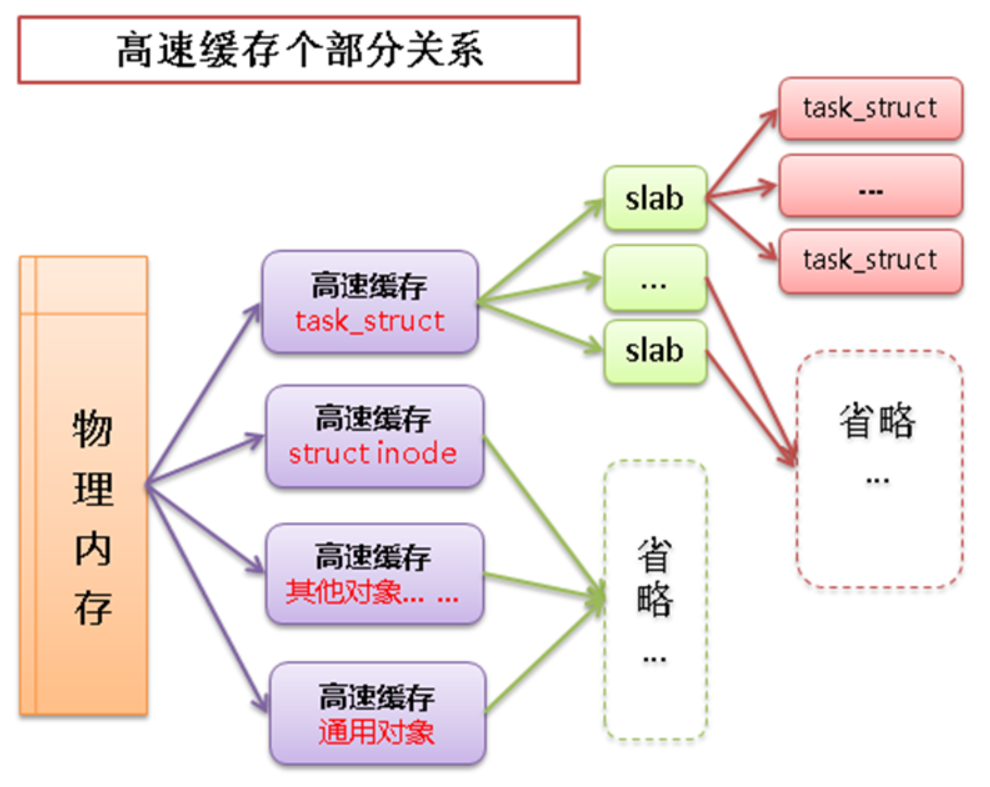 高速缓存个部分关系
物理内存
高速缓存
task_struct
高速缓存
struct inode
高速缓存
其他对象... ...
高速缓存
通用对象
slab
...
slab
省略
...
task_struct
...
task_struct
省略
...